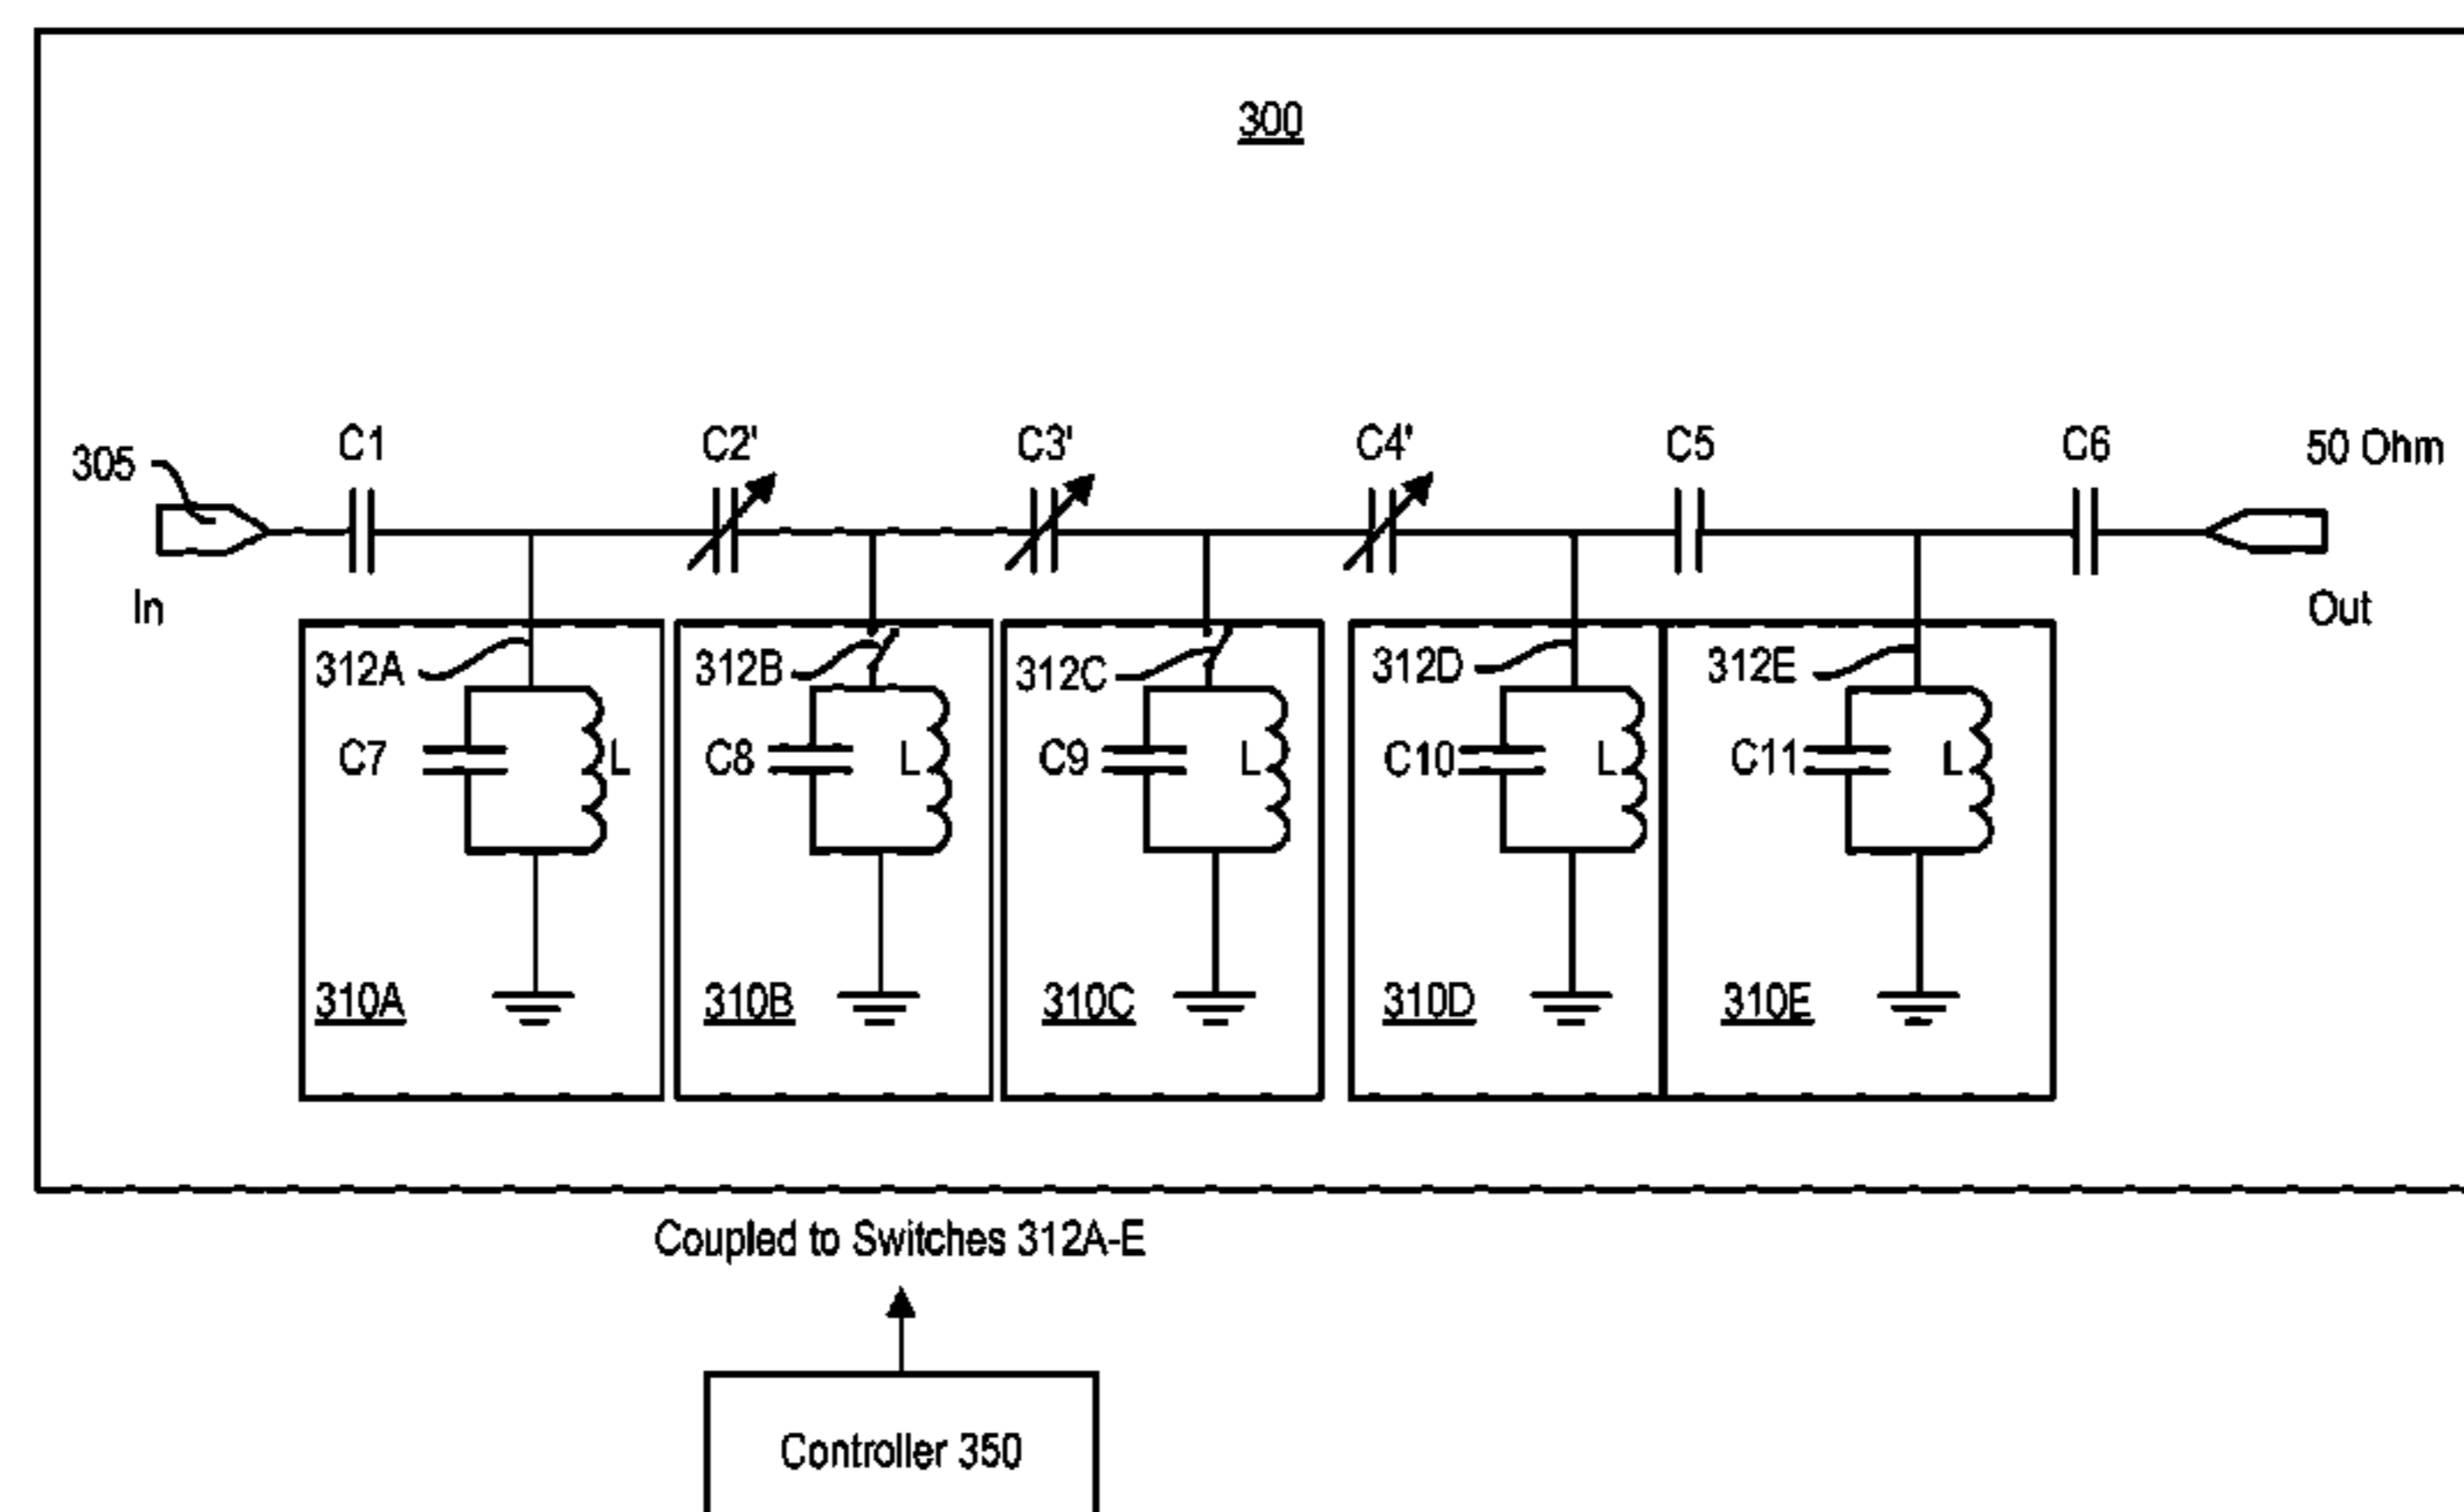 300
305
C1
C2'
C3'
C4'
C5
C6
50 Ohm
In
Out
312A
312B
312C
312D
312E
C7
L
C8
L
C9
L
C10
L
C11
L
310A
310B
310C
310D
310E
Coupled to Switches 312A-E
Controller 350